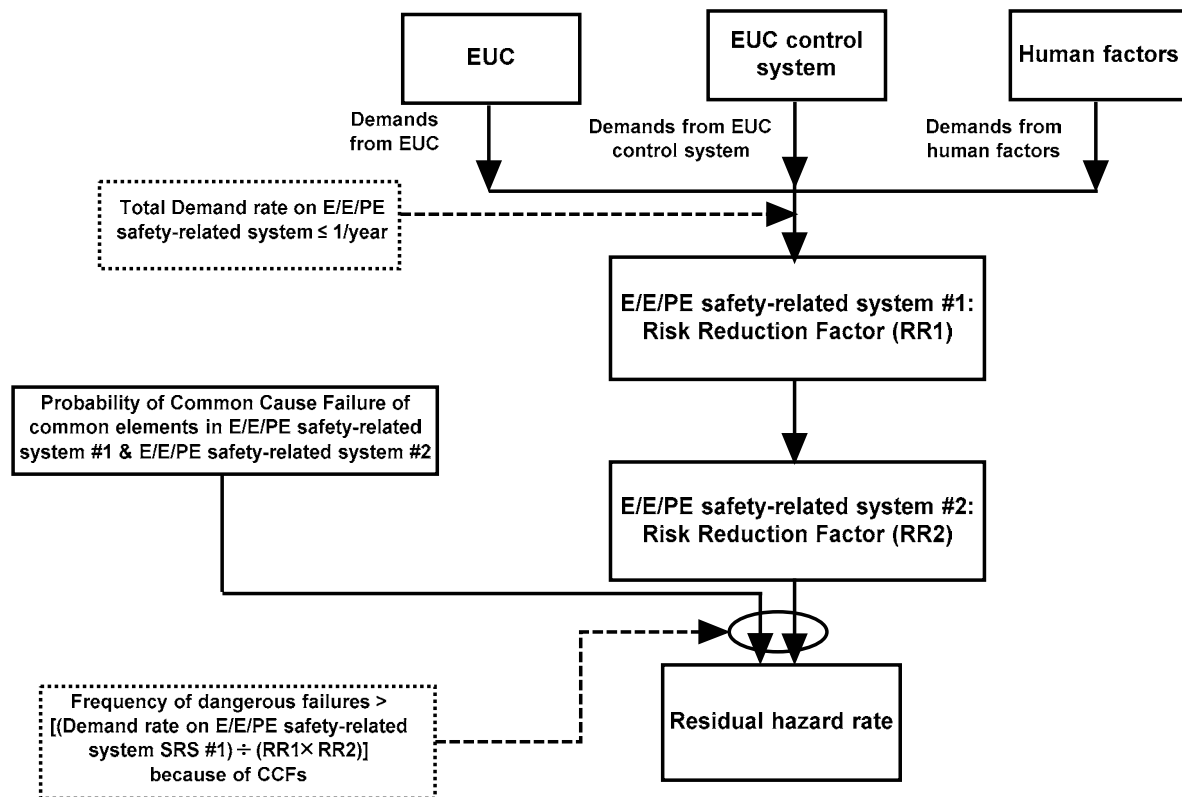 EUC
EUC control
system
Human factors
Demands
from EUC
Demands from EUC
control system
Demands from
human factors
Total Demand rate on E/E/PE
safety-related system ≤ 1/year
E/E/PE safety-related system #1:
Risk Reduction Factor (RR1)
Probability of Common Cause Failure of
common elements in E/E/PE safety-related
system #1 & E/E/PE safety-related system #2
E/E/PE safety-related system #2:
Risk Reduction Factor (RR2)
Frequency of dangerous failures >
[(Demand rate on E/E/PE safety-related
system SRS #1) ÷ (RR1× RR2)]
because of CCFs
Residual hazard rate